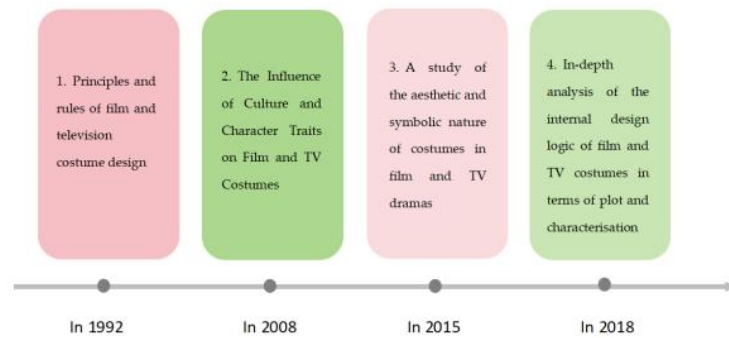 1. Principles and
rules of film and
television
costume design
2. The Influence
of Culture and
Character Traits
on Film and TV
Costumes
3. A study of
the aesthetic and
symbolic nature
of costumes in
film and TV
dramas
4. In-depth
analysis of the
internal design
logic of film and
TV costumes in
terms of plot and
characterisation
In 1992
In 2008
In 2015
In 2018